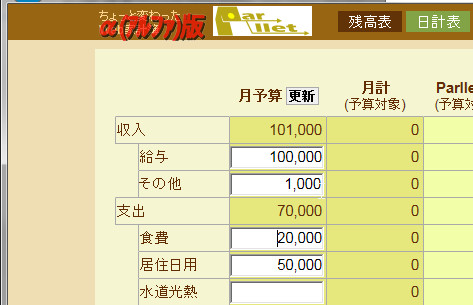 ちょーと変わった
α(アルファ)版
Parllet
残高表
日計表
月予算 更新
月計
(予算対象)
Parlle
(予算対
収入 101,000 0
給与 100,000 0
その他 1,000 0
支出 70,000 0
食費 20,000 0
居住日用 50,000 0
水道光熱 0